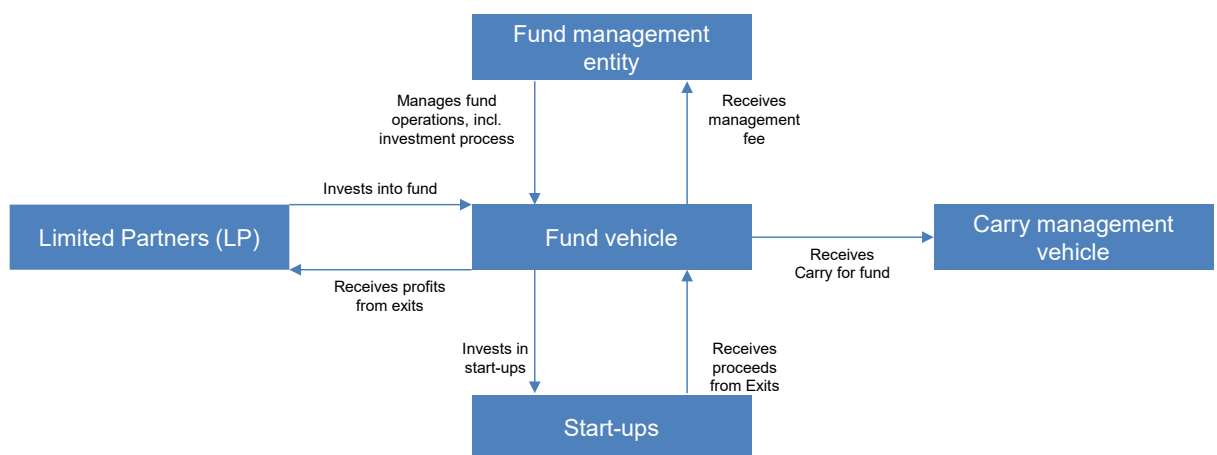 Fund management
entity
Manages fund
operations, incl.
investment process
Receives
management
fee
Invests into fund
Limited Partners (LP)
Fund vehicle
Carry management
vehicle
Receives
Carry for fund
Receives profits
from exits
Invests in
start-ups
Receives
proceeds
from Exits
Start-ups